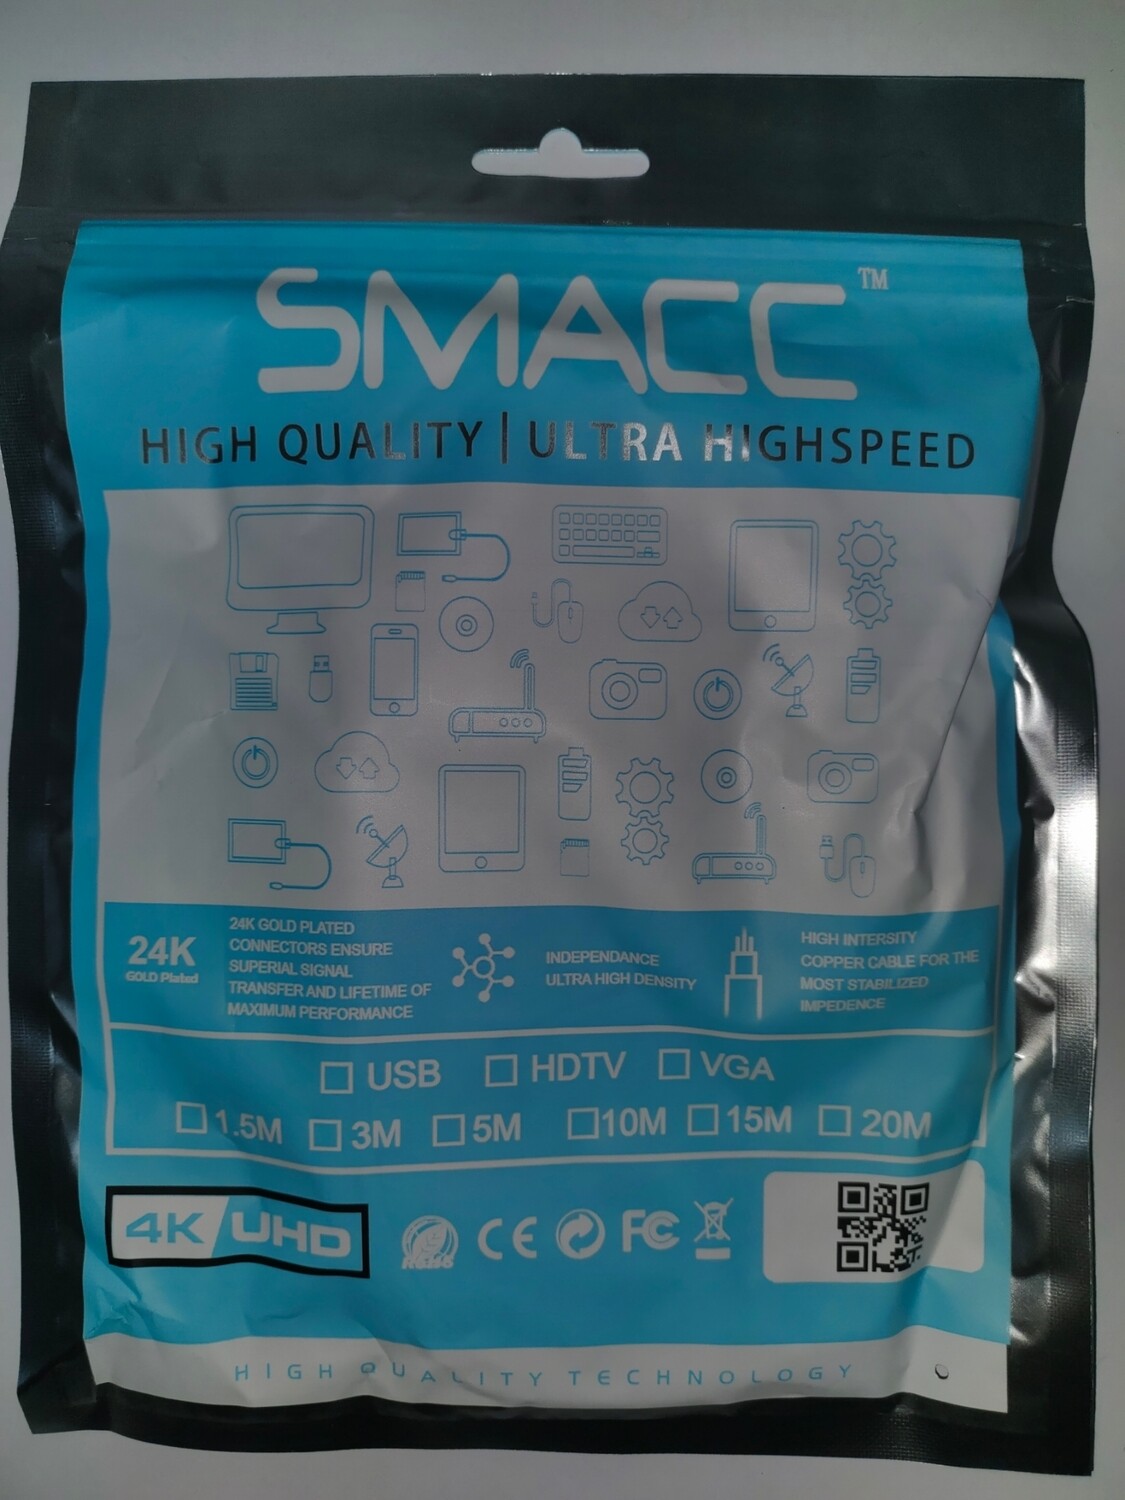 SMACC™
HIGH QUALITY | ULTRA HIGHSPEED
24K
GOLD Plated
24K GOLD PLATED
CONNECTORS ENSURE
SUPERIAL SIGNAL
TRANSFER AND LIFETIME OF
MAXIMUM PERFORMANCE
INDEPENDANCE
ULTRA HIGH DENSITY
HIGH INTERSITY
COPPER CABLE FOR THE
MOST STABILIZED
IMPEDENCE
USB HDTV VGA
1.5M 3M 5M 10M 15M 20M
4K UHD
CE FC
HIGH QUALITY TECHNOLOGY